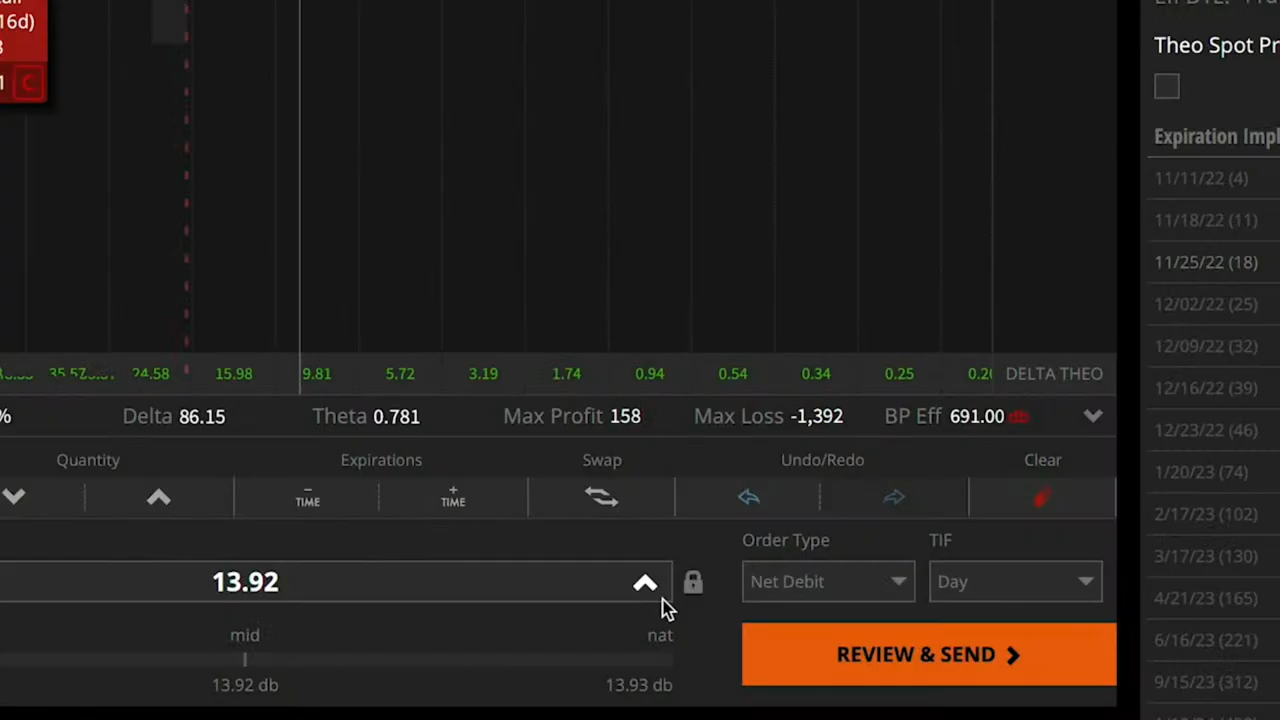 16d)
C
Theo Spot Pr
Expiration Impl
11/11/22 (4)
11/18/22 (11)
11/25/22 (18)
12/02/22 (25)
12/09/22 (32)
12/16/22 (39)
12/23/22 (46)
1/20/23 (74)
2/17/23 (102)
3/17/23 (130)
4/21/23 (165)
6/16/23 (221)
9/15/23 (312)
24.58 15.98 9.81 5.72 3.19 1.74 0.94 0.54 0.34 0.25 DELTA THEO
% Delta 86.15 Theta 0.781 Max Profit 158 Max Loss -1,392 BP Eff 691.00
Quantity Expirations Swap Undo/Redo Clear
− TIME + TIME
Order Type TIF
13.92 Net Debit Day
mid nat
REVIEW & SEND
13.92 db 13.93 db